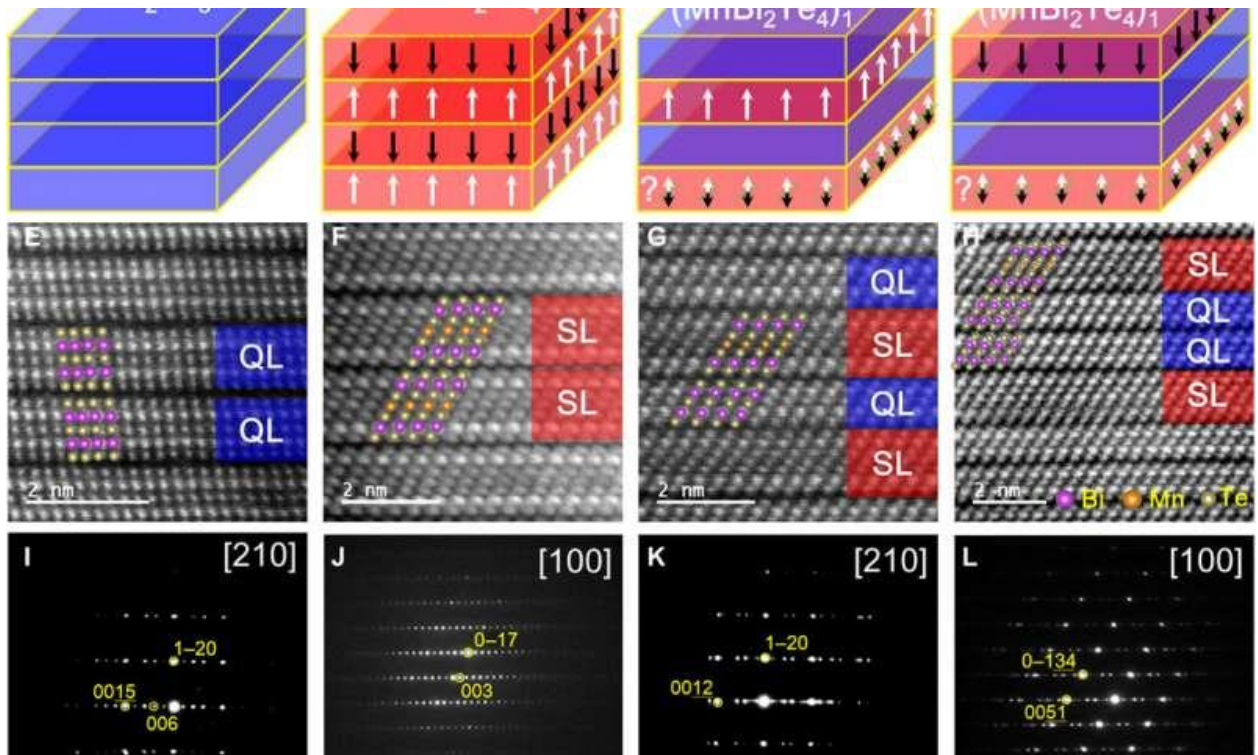 (MnBi₂Te₄)₁
(MnBi₂Te₄)₁
?
?
E
QL
QL
2 nm
F
SL
SL
2 nm
G
QL
SL
QL
SL
2 nm
H
SL
QL
QL
SL
2 nm
Bi Mn Te
I
[210]
1–20
0015
006
J
[100]
0–17
003
K
[210]
1–20
0012
L
[100]
0–134
0051